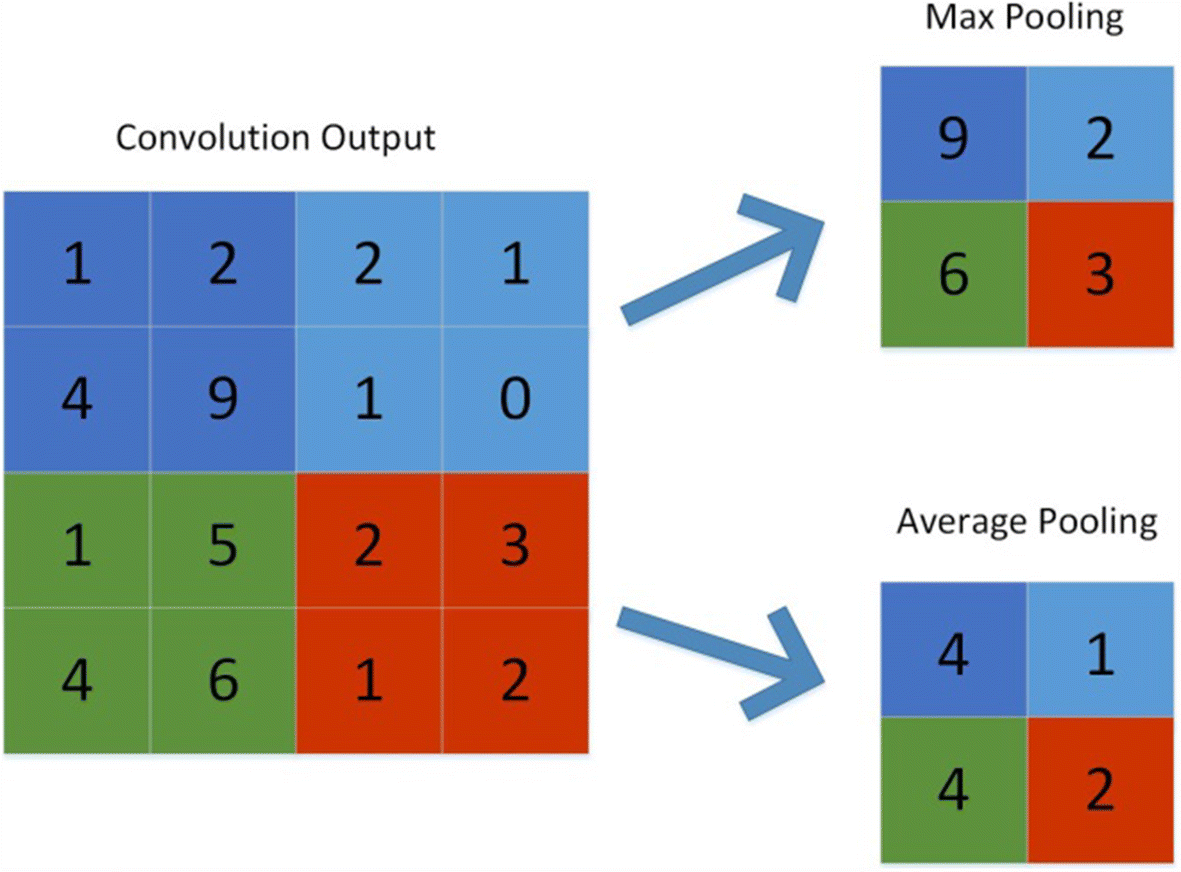 Max Pooling
9 2
6 3
Convolution Output
1 2 2 1
4 9 1 0
1 5 2 3
4 6 1 2
Average Pooling
4 1
4 2